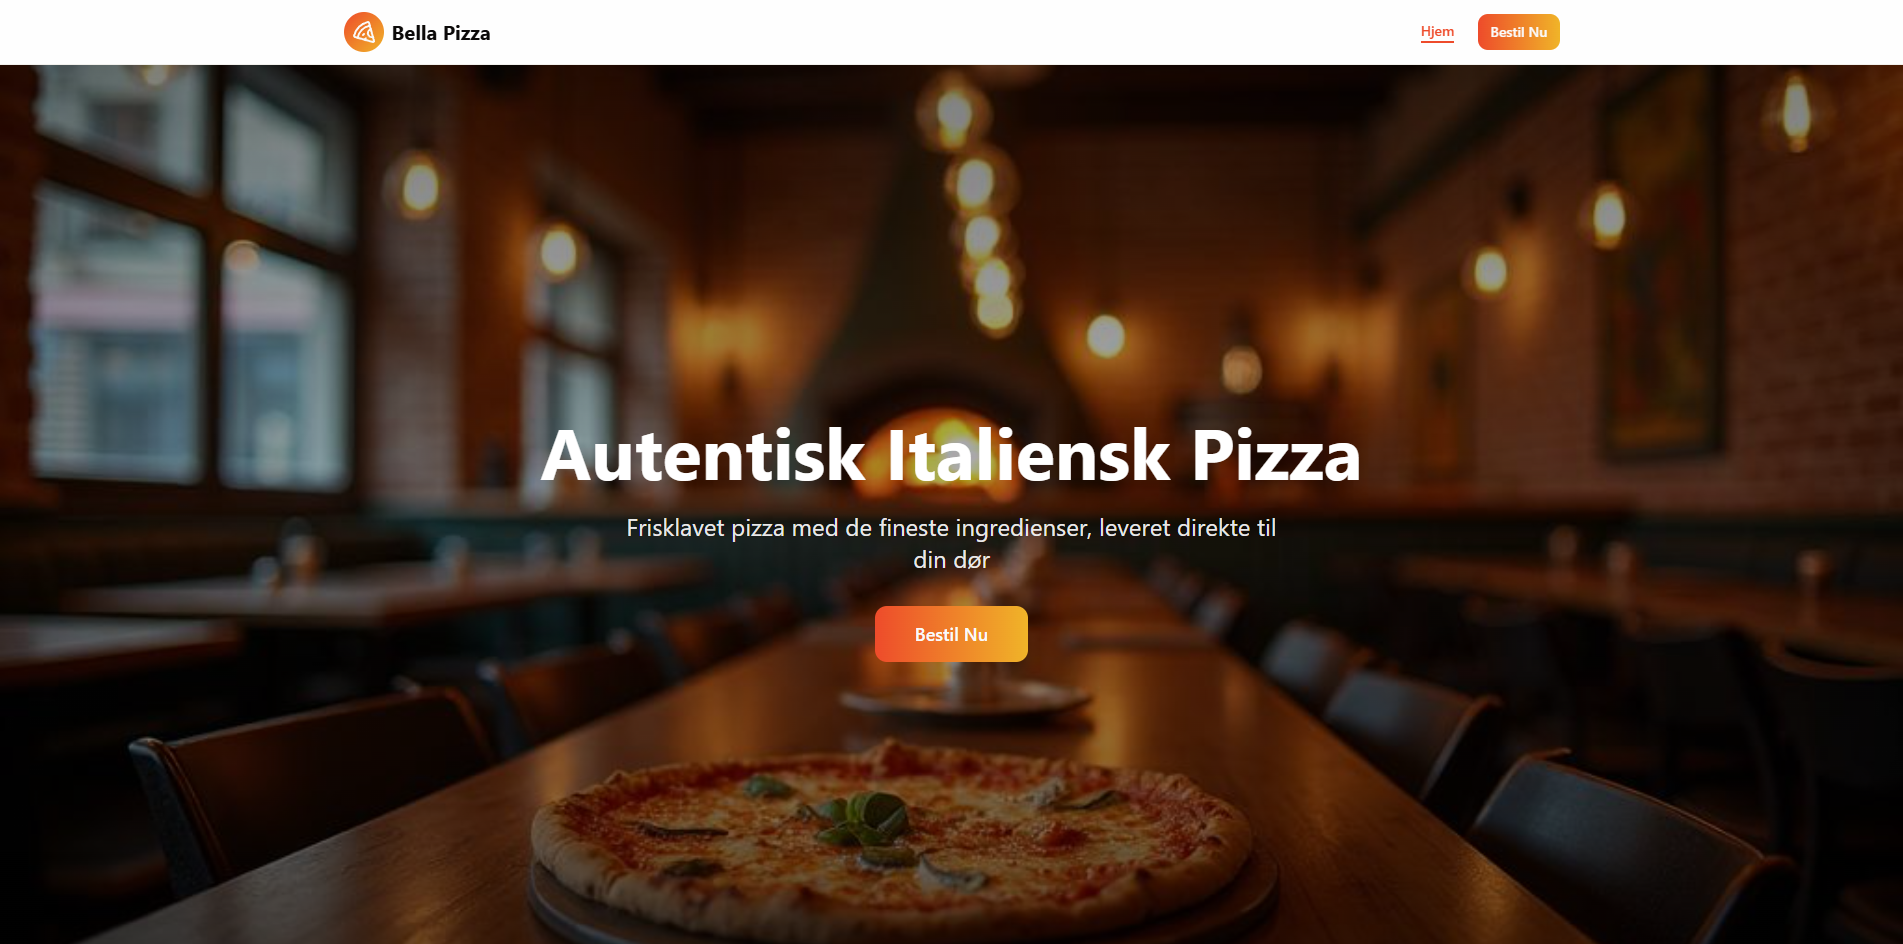 Bella Pizza
Hjem
Bestil Nu
Autentisk Italiensk Pizza
Frisklavet pizza med de fineste ingredienser, leveret direkte til
din dør
Bestil Nu